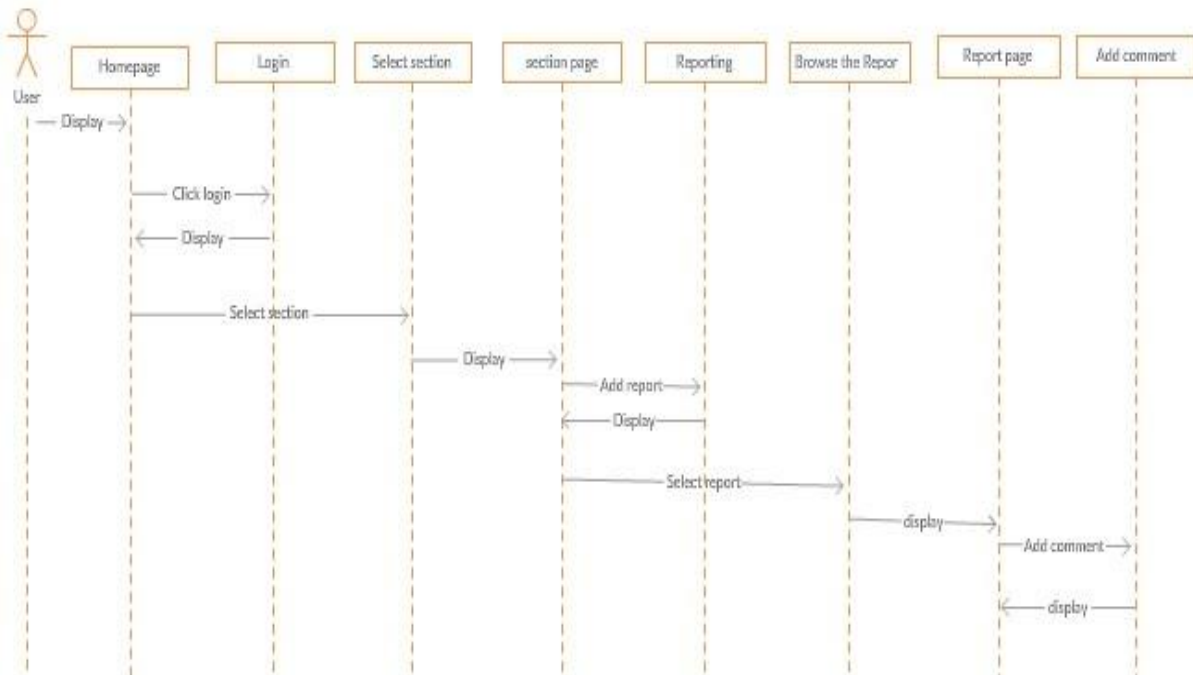 Homepage
Login
Select section
section page
Reporting
Browse the Repor
Report page
Add comment
User
Display
Click login
Display
Select section
Display
Add report
Display
Select report
display
Add comment
display